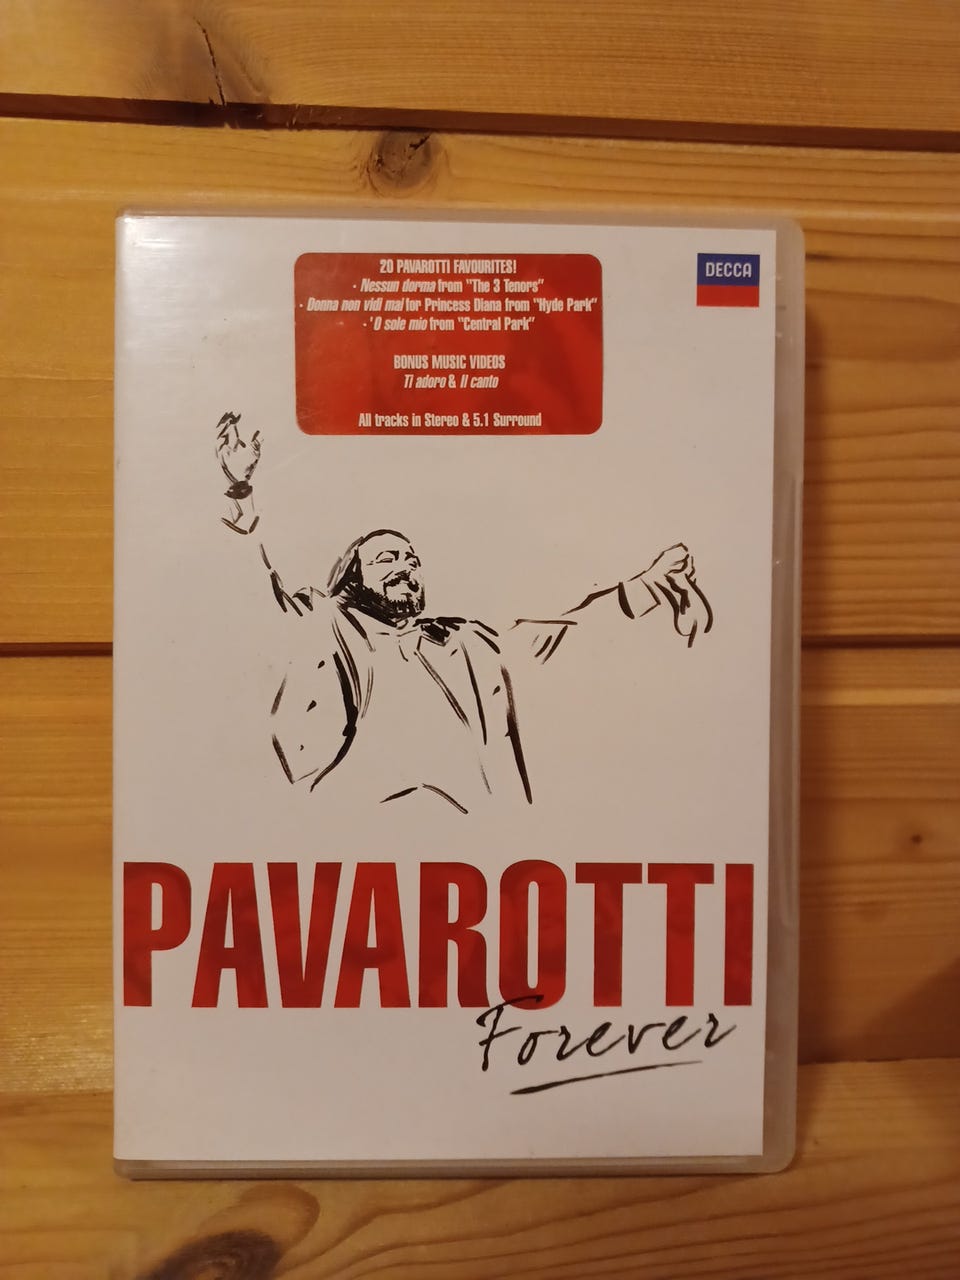 20 PAVAROTTI FAVOURITES!
· Nessun dorma from "The 3 Tenors"
· Donna non vidi mai for Princess Diana from "Hyde Park"
· 'O sole mio from "Central Park"
BONUS MUSIC VIDEOS
Ti adoro & Il canto
All tracks in Stereo & 5.1 Surround
DECCA
PAVAROTTI
Forever